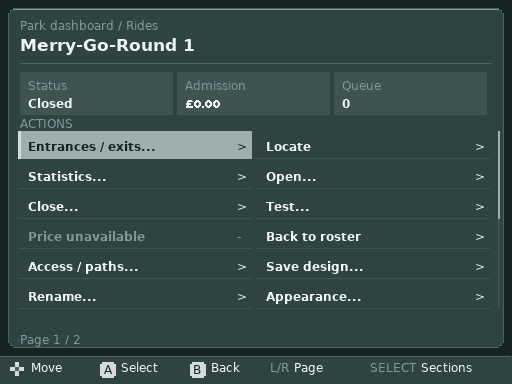 Park dashboard / Rides
Merry-Go-Round 1
Status
Closed
Admission
£0.00
Queue
0
ACTIONS
Entrances / exits... >
Locate >
Statistics... >
Open... >
Close... >
Test... >
Price unavailable -
Back to roster >
Access / paths... >
Save design... >
Rename... >
Appearance... >
Page 1 / 2
Move A Select B Back L/R Page SELECT Sections